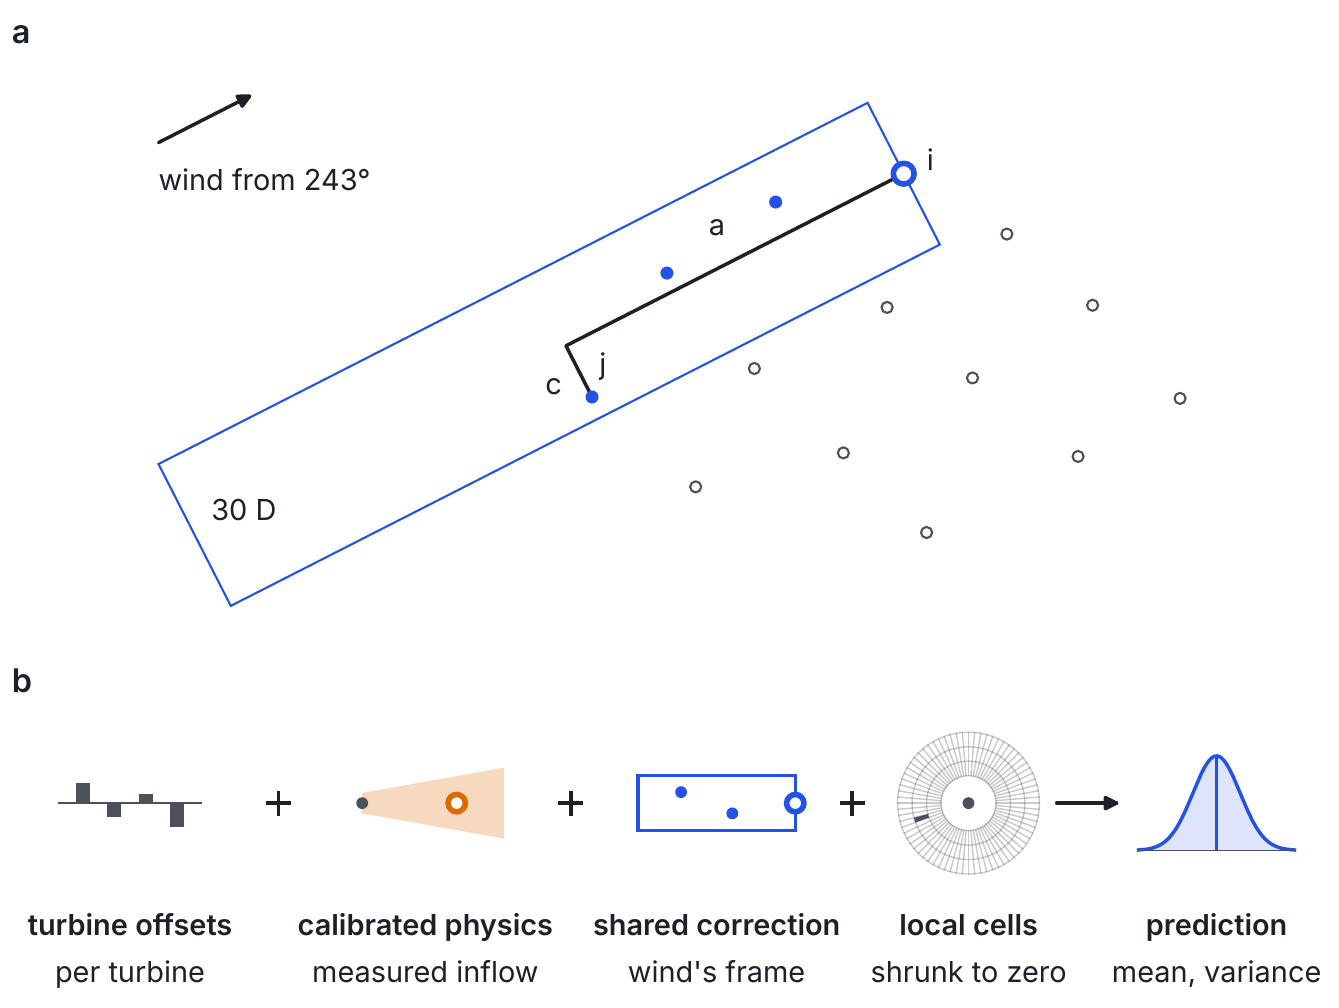 a
wind from 243°
i
a
j
c
30 D
b
turbine offsets
per turbine
calibrated physics
measured inflow
shared correction
wind's frame
local cells
shrunk to zero
prediction
mean, variance